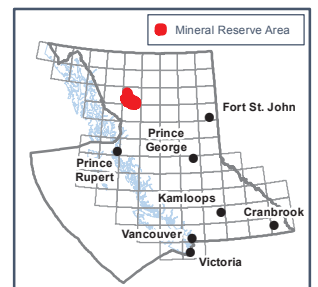 Mineral Reserve Area
Fort St. John
Prince
George
Prince
Rupert
Kamloops
Cranbrook
Vancouver
Victoria